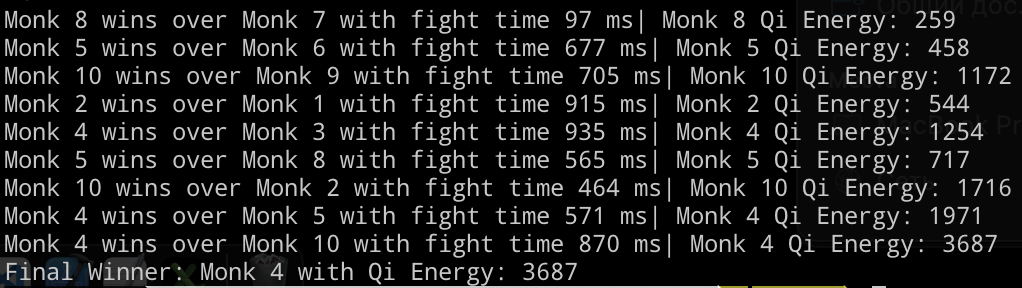 Monk 8 wins over Monk 7 with fight time 97 ms| Monk 8 Qi Energy: 259
Monk 5 wins over Monk 6 with fight time 677 ms| Monk 5 Qi Energy: 458
Monk 10 wins over Monk 9 with fight time 705 ms| Monk 10 Qi Energy: 1172
Monk 2 wins over Monk 1 with fight time 915 ms| Monk 2 Qi Energy: 544
Monk 4 wins over Monk 3 with fight time 935 ms| Monk 4 Qi Energy: 1254
Monk 5 wins over Monk 8 with fight time 565 ms| Monk 5 Qi Energy: 717
Monk 10 wins over Monk 2 with fight time 464 ms| Monk 10 Qi Energy: 1716
Monk 4 wins over Monk 5 with fight time 571 ms| Monk 4 Qi Energy: 1971
Monk 4 wins over Monk 10 with fight time 870 ms| Monk 4 Qi Energy: 3687
Final Winner: Monk 4 with Qi Energy: 3687